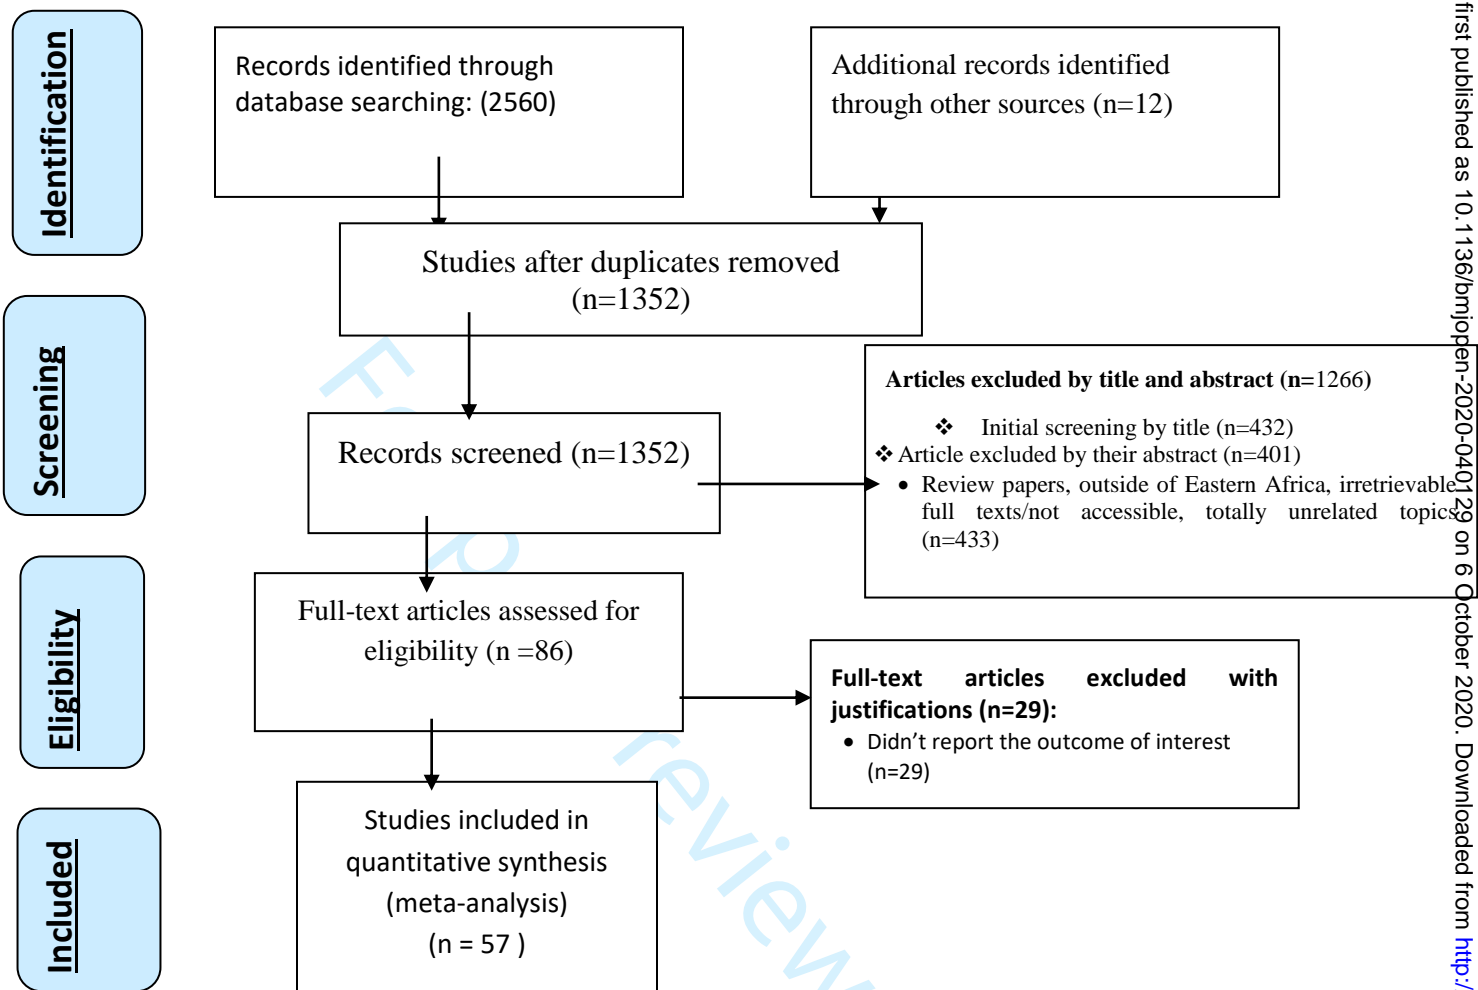 Identification
Records identified through
database searching: (2560)
Additional records identified
through other sources (n=12)
Studies after duplicates removed
(n=1352)
Screening
Articles excluded by title and abstract (n=1266)
❖ Initial screening by title (n=432)
❖ Article excluded by their abstract (n=401)
• Review papers, outside of Eastern Africa, irretrievable
full texts/not accessible, totally unrelated topics
(n=433)
Records screened (n=1352)
Eligibility
Full-text articles assessed for
eligibility (n =86)
Full-text articles excluded with
justifications (n=29):
• Didn't report the outcome of interest
(n=29)
Included
Studies included in
quantitative synthesis
(meta-analysis)
(n = 57 )
review
first published as 10.1136/bmjopen-2020-040129 on 6 October 2020. Downloaded from http:/